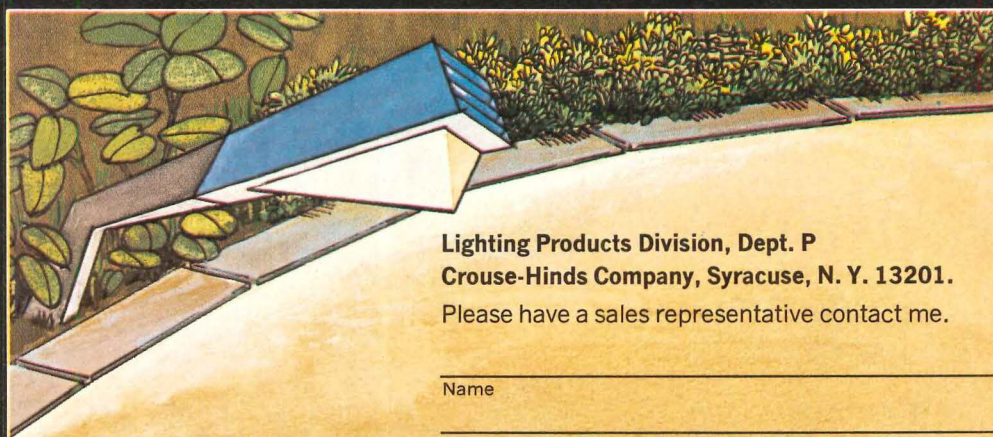 Lighting Products Division, Dept. P
Crouse-Hinds Company, Syracuse, N. Y. 13201.
Please have a sales representative contact me.
Name